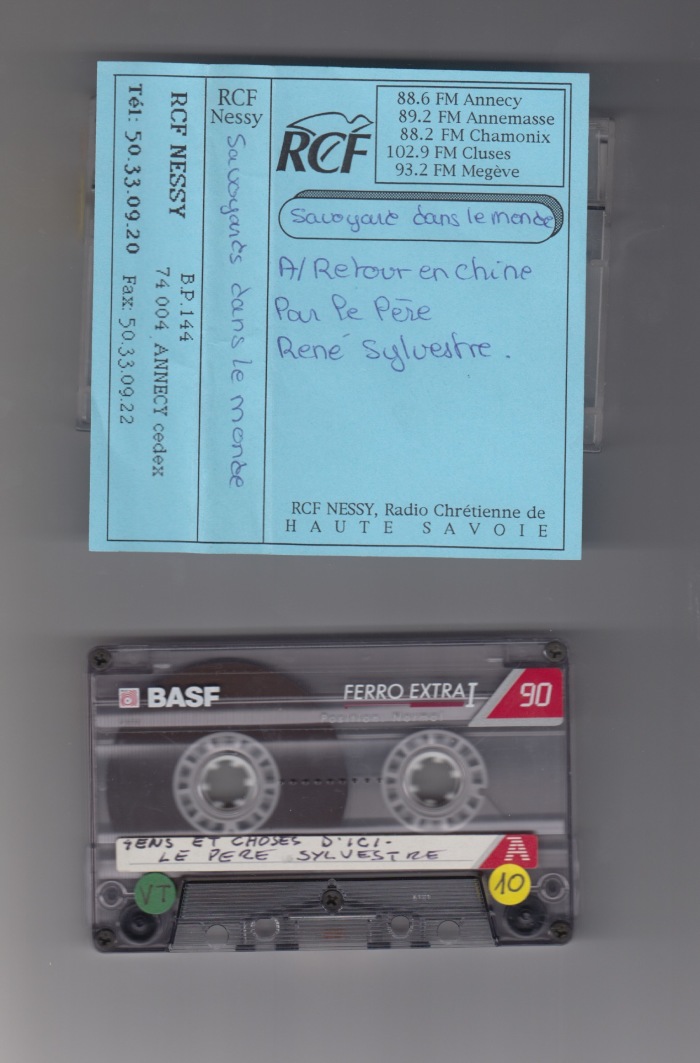 RCF NESSY
B.P.144
74 004 ANNECY cedex
Tél: 50.33.09.20 Fax: 50.33.09.22
RCF
Nessy
Savoyards dans le monde
RCF
88.6 FM Annecy
89.2 FM Annemasse
88.2 FM Chamonix
102.9 FM Cluses
93.2 FM Megève
Savoyard dans le monde
A/ Retour en chine
Par le Père
René Sylvestre.
RCF NESSY, Radio Chrétienne de
HAUTE SAVOIE
BASF
FERRO EXTRA I
90
GENS ET CHOSES D'ICI-
LE PERE SYLVESTRE
A
VT
10